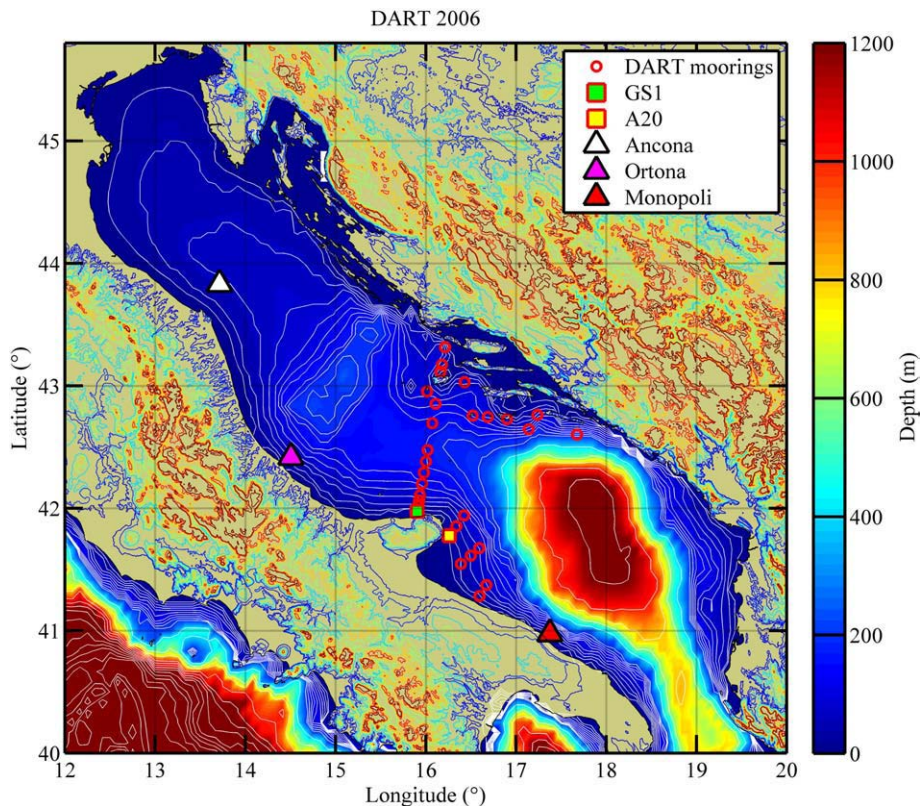 DART 2006
DART moorings
GS1
A20
Ancona
Ortona
Monopoli
45
44
43
42
41
40
Latitude (°)
12 13 14 15 16 17 18 19 20
Longitude (°)
1200
1000
800
600
400
200
0
Depth (m)